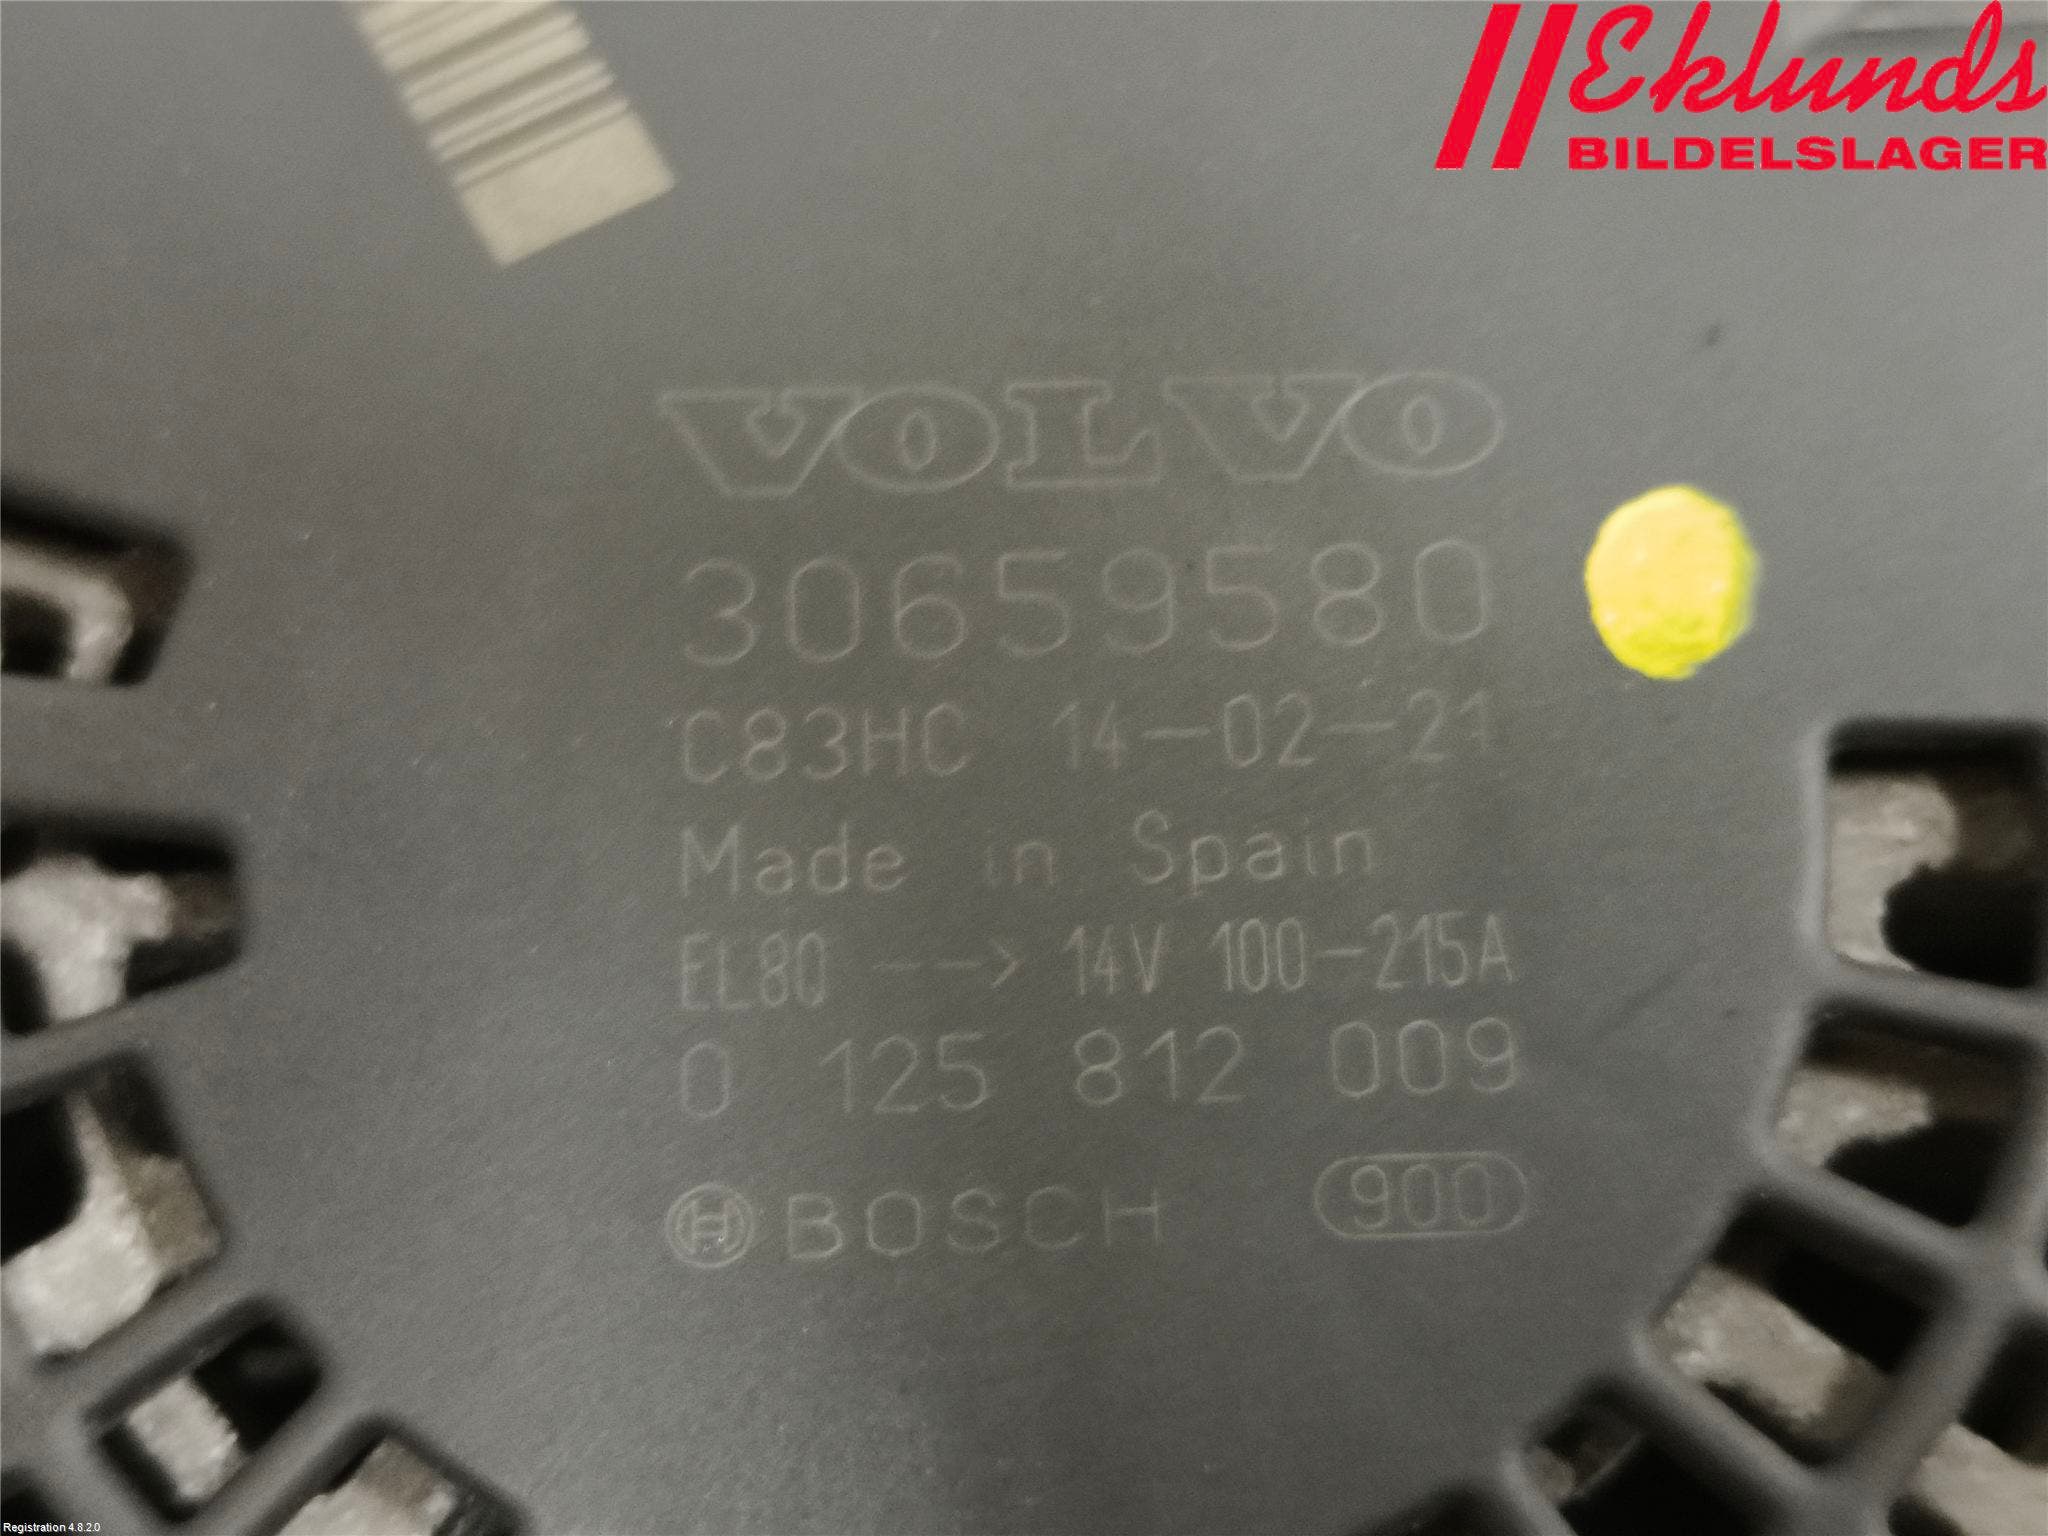 Eklunds
BILDELSLAGER
VOLVO
30659580
C83HC 14-02-21
Made in Spain
EL80 --> 14V 100-215A
0 125 812 009
BOSCH 900
Registration 4.8.2.0